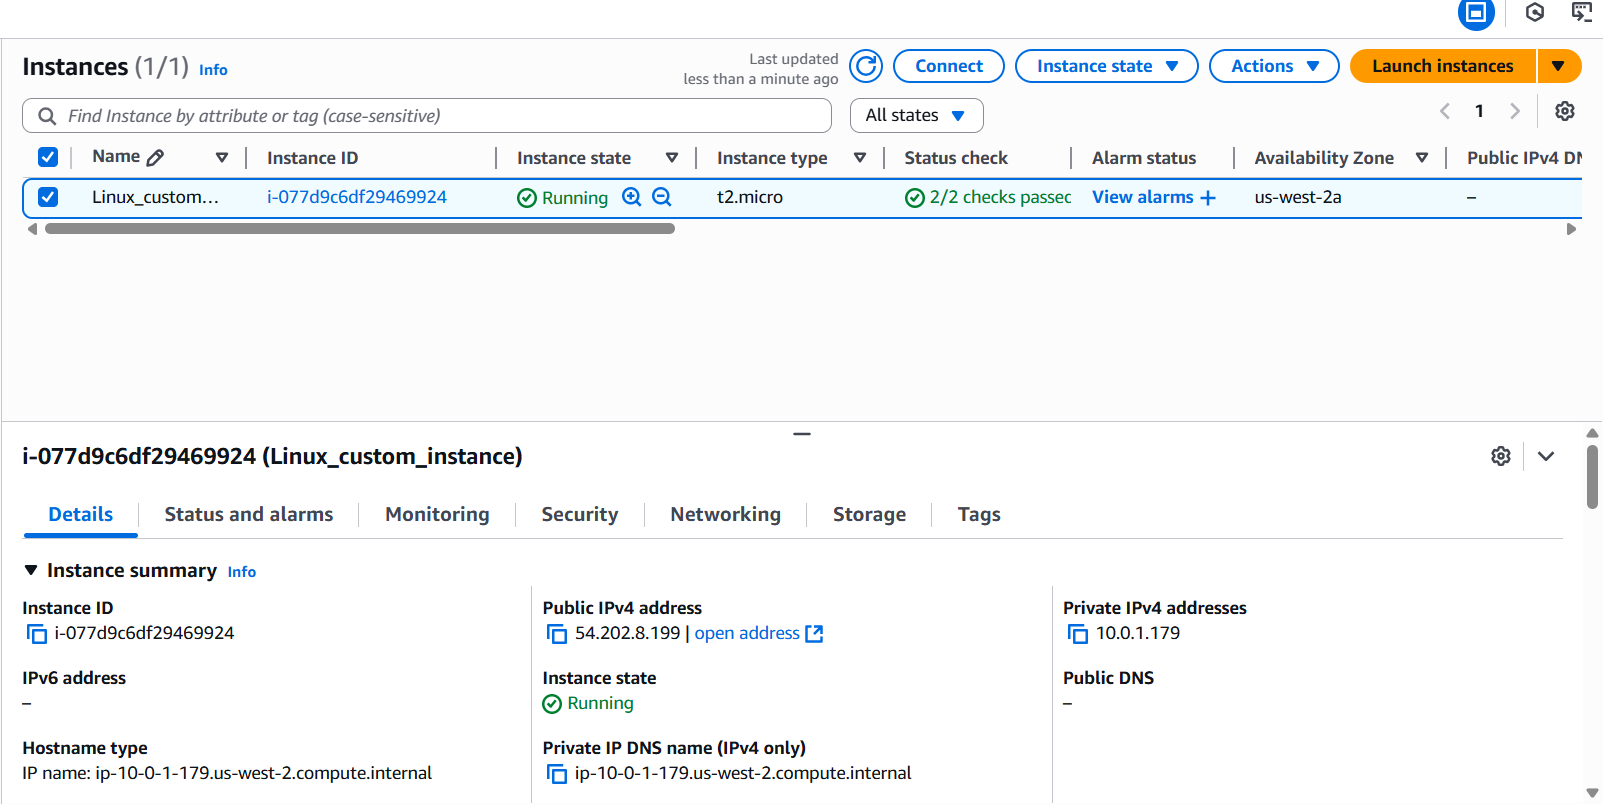 Instances (1/1) Info
Last updated
less than a minute ago
Connect
Instance state
Actions
Launch instances
Find Instance by attribute or tag (case-sensitive)
All states
1
Name Instance ID Instance state Instance type Status check Alarm status Availability Zone Public IPv4 DN
Linux_custom... i-077d9c6df29469924 Running t2.micro 2/2 checks passec View alarms + us-west-2a –
i-077d9c6df29469924 (Linux_custom_instance)
Details Status and alarms Monitoring Security Networking Storage Tags
Instance summary Info
Instance ID
i-077d9c6df29469924
Public IPv4 address
54.202.8.199 | open address
Private IPv4 addresses
10.0.1.179
IPv6 address
–
Instance state
Running
Public DNS
–
Hostname type
IP name: ip-10-0-1-179.us-west-2.compute.internal
Private IP DNS name (IPv4 only)
ip-10-0-1-179.us-west-2.compute.internal